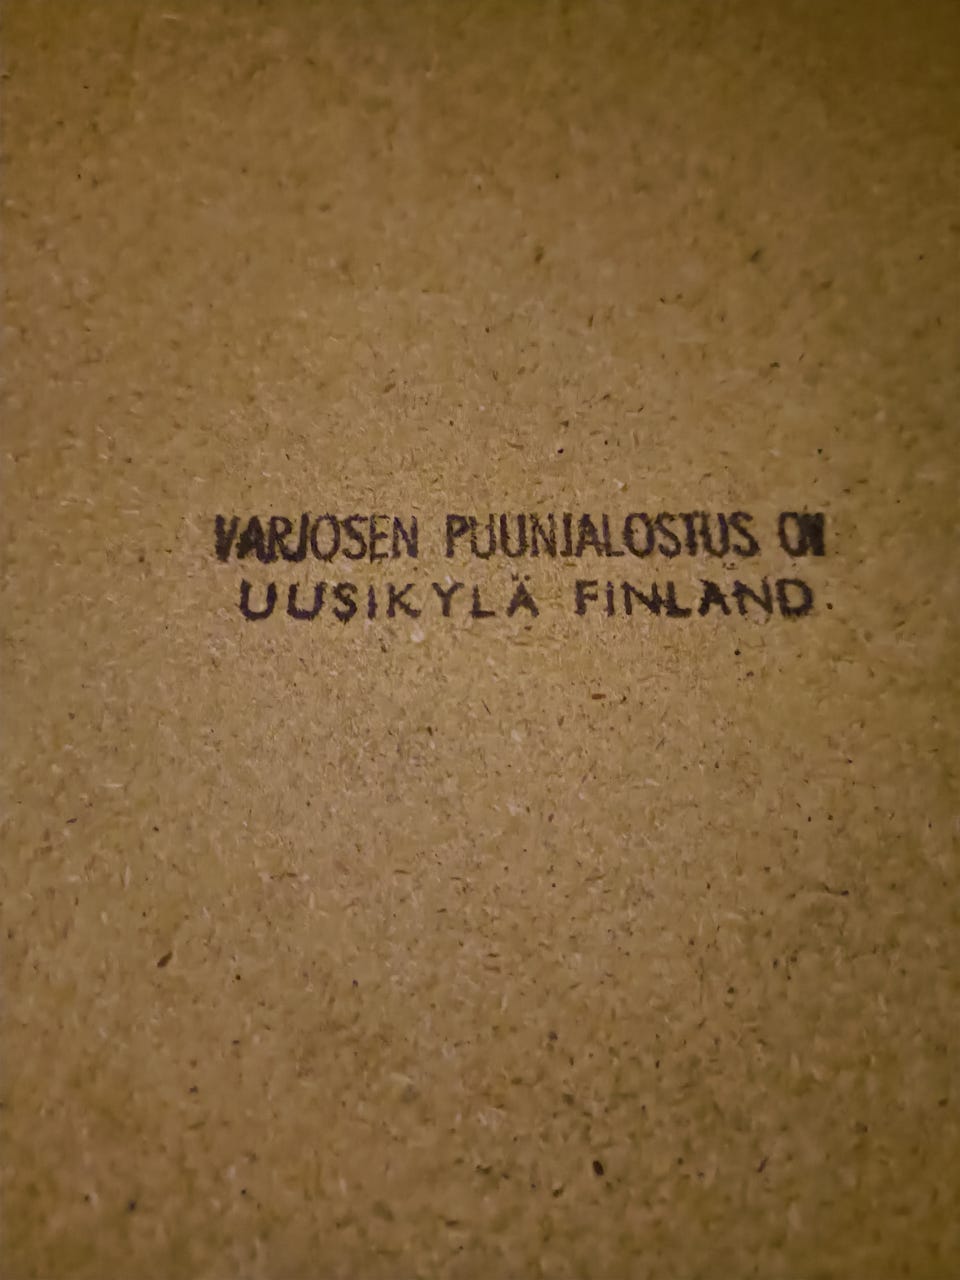 VARJOSEN PUUNJALOSTUS OY
UUSIKYLÄ FINLAND